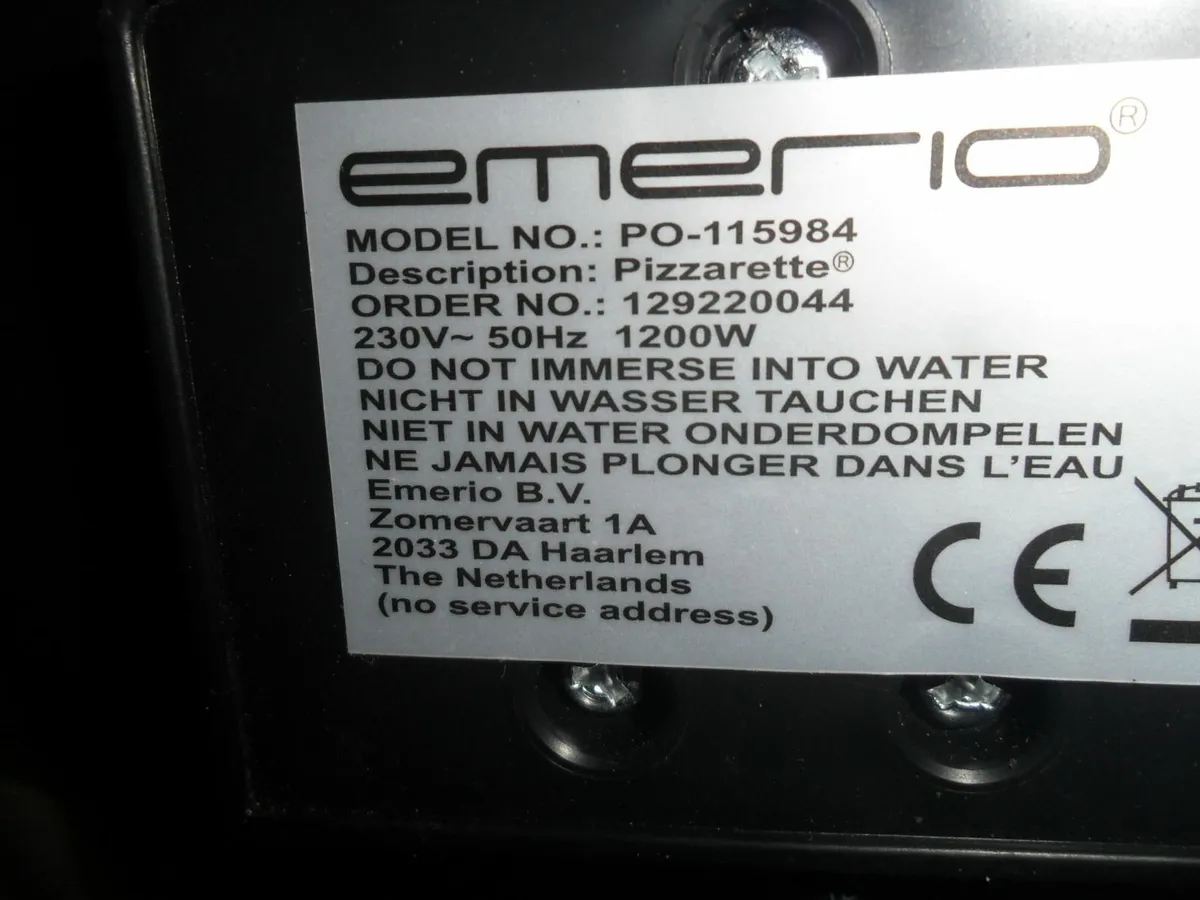 emerio®
MODEL NO.: PO-115984
Description: Pizzarette®
ORDER NO.: 129220044
230V~ 50Hz 1200W
DO NOT IMMERSE INTO WATER
NICHT IN WASSER TAUCHEN
NIET IN WATER ONDERDOMPELEN
NE JAMAIS PLONGER DANS L'EAU
Emerio B.V.
Zomervaart 1A
2033 DA Haarlem
The Netherlands
(no service address)
CE